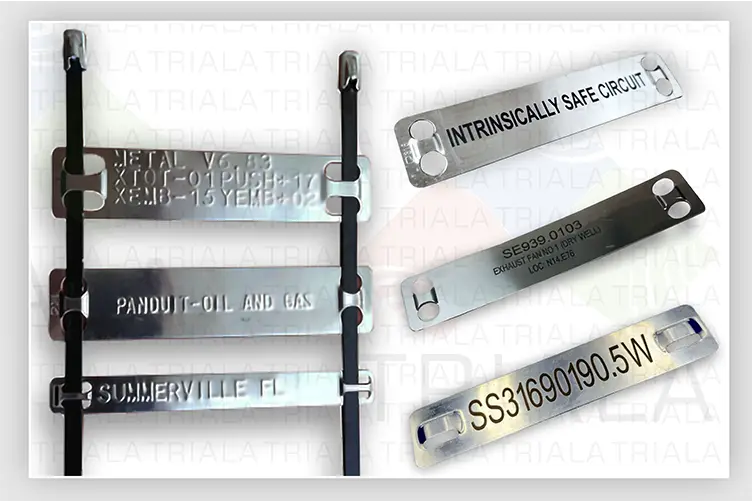 METAL V6.83
XTOT-01PUSH+17
XEMB-15YEMB+02
PANDUIT-OIL AND GAS
SUMMERVILLE FL
INTRINSICALLY SAFE CIRCUIT
SE939.0103
EXHAUST FAN NO 1 (DRY WELL)
LOC: N14,E76
SS31690190.5W
TRIALA